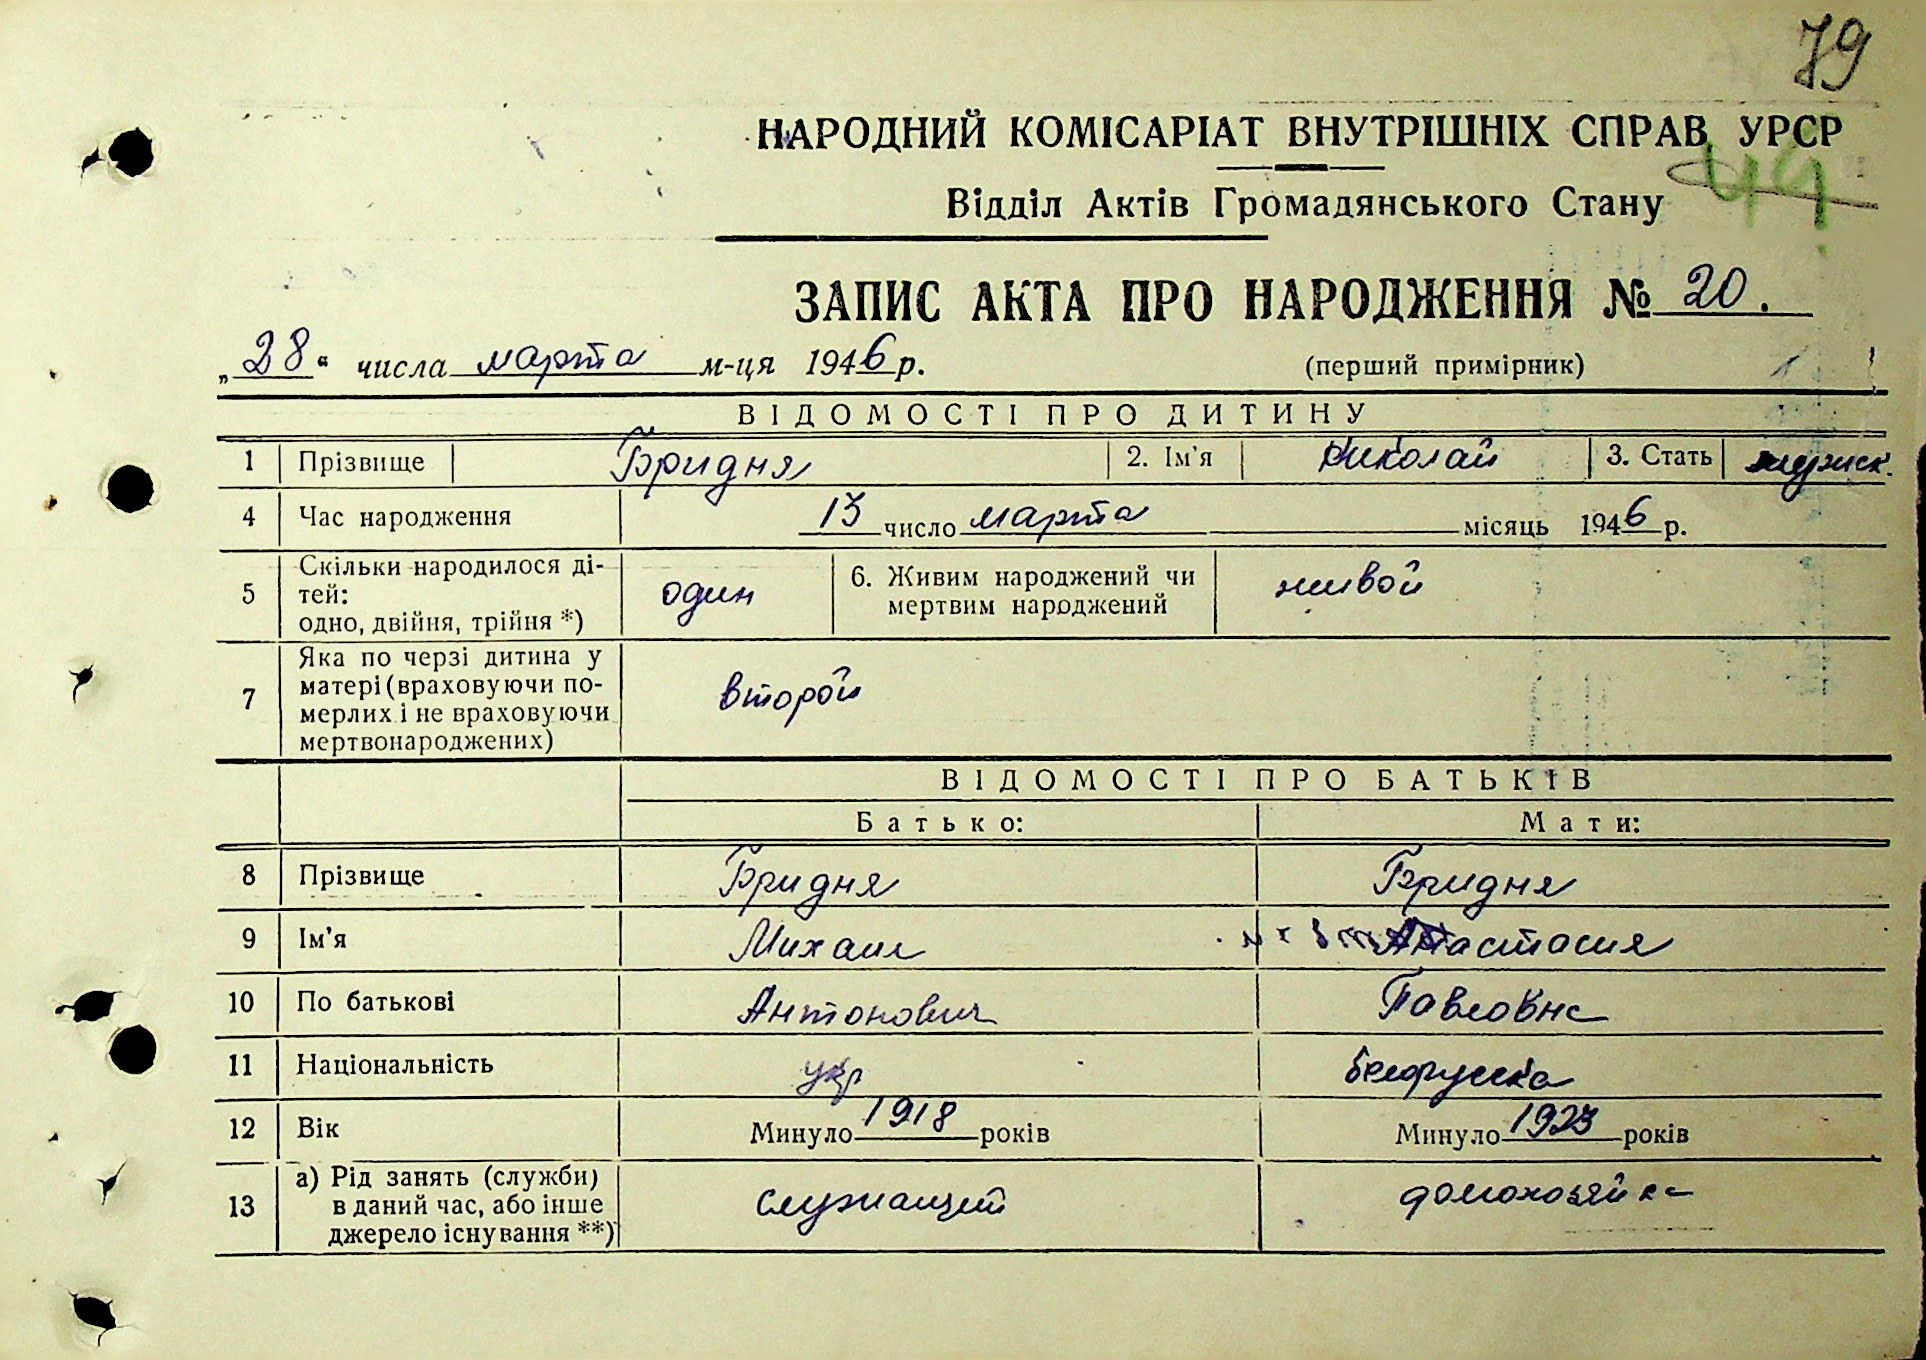 79
НАРОДНИЙ КОМІСАРІАТ ВНУТРІШНІХ СПРАВ УРСР
44
Відділ Актів Громадянського Стану
ЗАПИС АКТА ПРО НАРОДЖЕННЯ № 20.
„28“ числа марта м-ця 1946 р. (перший примірник)
ВІДОМОСТІ ПРО ДИТИНУ
1 Прізвище Бридня 2. Ім'я Николай 3. Стать мужск.
4 Час народження 13 число марта місяць 1946 р.
5 Скільки народилося ді-
тей:
одно, двійня, трійня *) один 6. Живим народжений чи
мертвим народжений живой
7 Яка по черзі дитина у
матері (враховуючи по-
мерлих і не враховуючи
мертвонароджених) второй
ВІДОМОСТІ ПРО БАТЬКІВ
Батько: Мати:
8 Прізвище Бридня Бридня
9 Ім'я Михаил Анастасия
10 По батькові Антонович Павловна
11 Національність укр белорусска
12 Вік Минуло 1918 років Минуло 1923 років
13 а) Рід занять (служби)
в даний час, або інше
джерело існування **) служащий домохозяйка